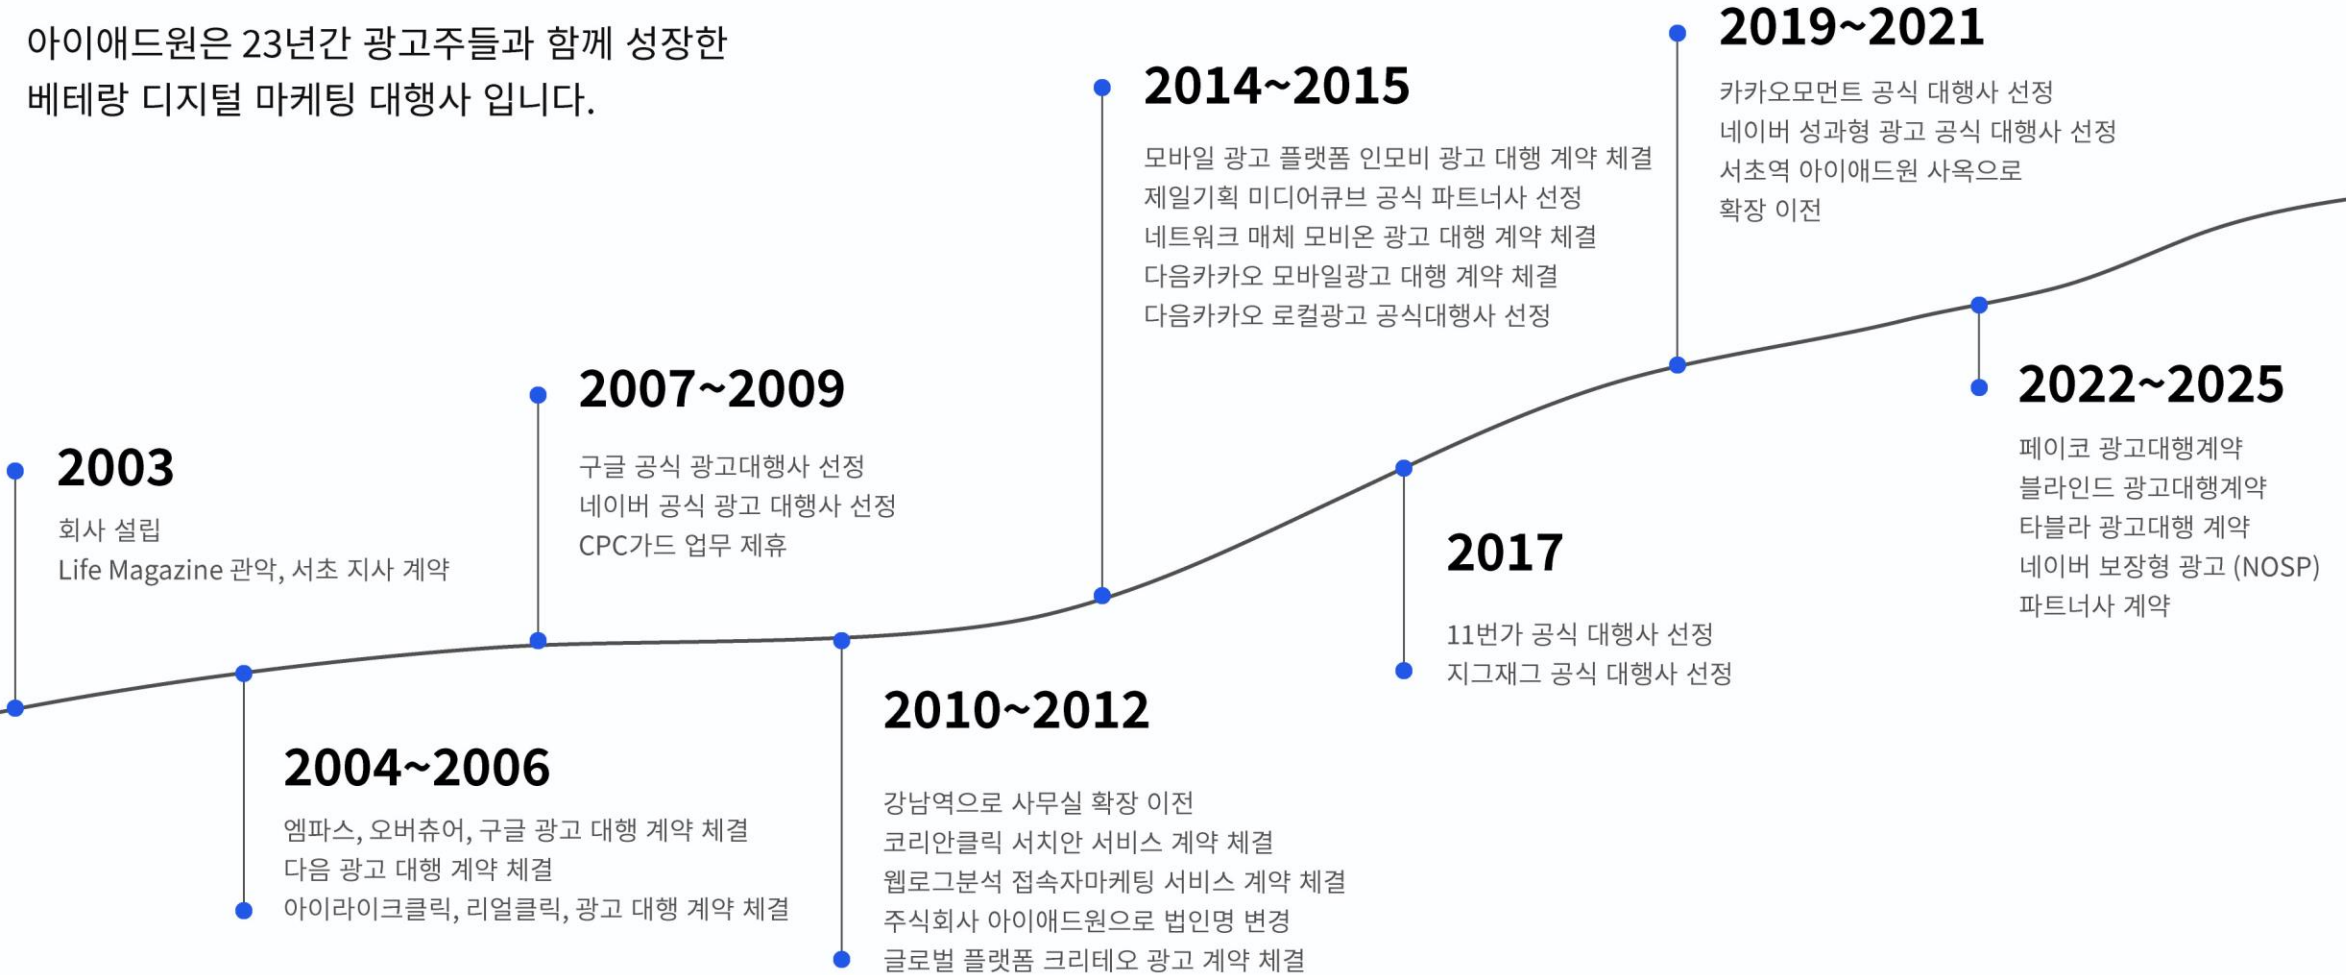 아이애드원은 23년간 광고주들과 함께 성장한
베테랑 디지털 마케팅 대행사 입니다.
2003
회사 설립
Life Magazine 관악, 서초 지사 계약
2004~2006
엠파스, 오버츄어, 구글 광고 대행 계약 체결
다음 광고 대행 계약 체결
아이라이크클릭, 리얼클릭, 광고 대행 계약 체결
2007~2009
구글 공식 광고대행사 선정
네이버 공식 광고 대행사 선정
CPC가드 업무 제휴
2010~2012
강남역으로 사무실 확장 이전
코리안클릭 서치안 서비스 계약 체결
웹로그분석 접속자마케팅 서비스 계약 체결
주식회사 아이애드원으로 법인명 변경
글로벌 플랫폼 크리테오 광고 계약 체결
2014~2015
모바일 광고 플랫폼 인모비 광고 대행 계약 체결
제일기획 미디어큐브 공식 파트너사 선정
네트워크 매체 모비온 광고 대행 계약 체결
다음카카오 모바일광고 대행 계약 체결
다음카카오 로컬광고 공식대행사 선정
2017
11번가 공식 대행사 선정
지그재그 공식 대행사 선정
2019~2021
카카오모먼트 공식 대행사 선정
네이버 성과형 광고 공식 대행사 선정
서초역 아이애드원 사옥으로
확장 이전
2022~2025
페이코 광고대행계약
블라인드 광고대행계약
타블라 광고대행 계약
네이버 보장형 광고 (NOSP)
파트너사 계약